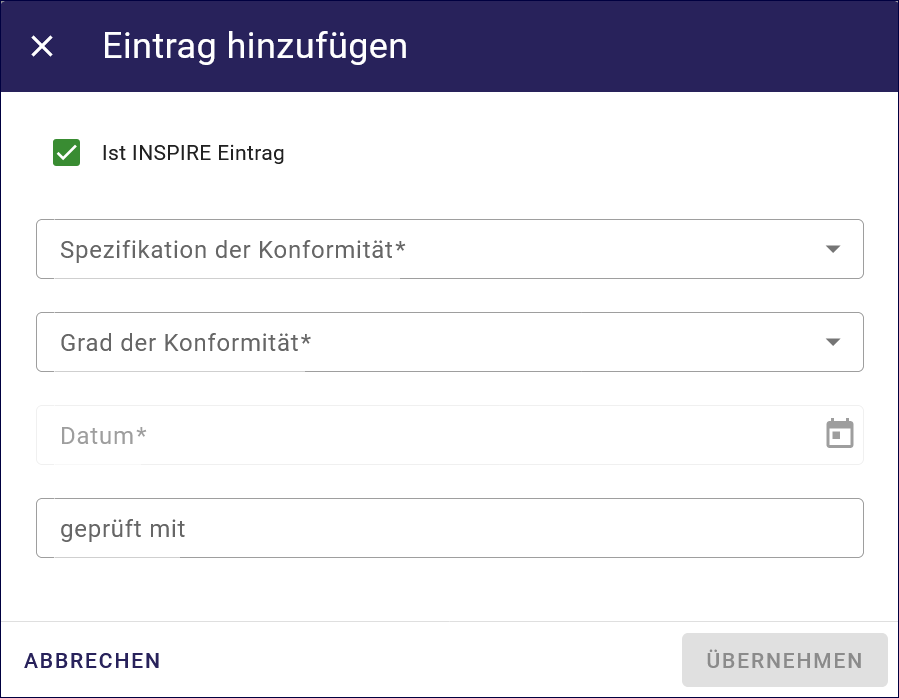 Eintrag hinzufügen
Ist INSPIRE Eintrag
Spezifikation der Konformität*
Grad der Konformität*
Datum*
geprüft mit
ABBRECHEN
ÜBERNEHMEN